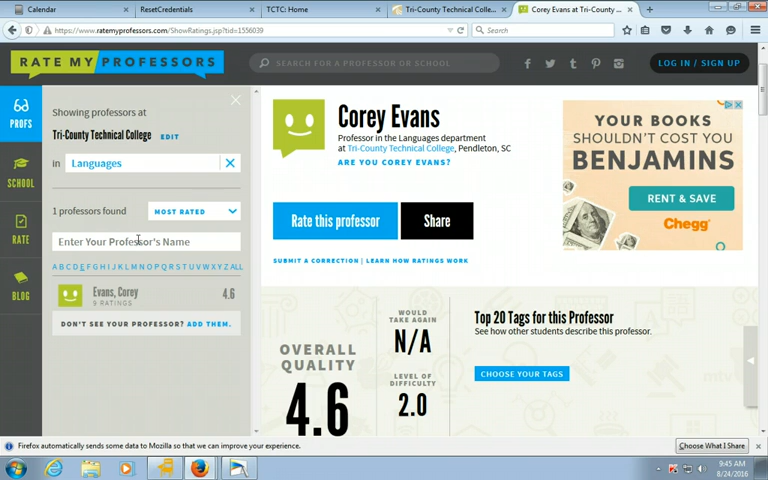 Calendar
ResetCredentials
TCTC: Home
Tri-County Technical Colle...
Corey Evans at Tri-County ...
https://www.ratemyprofessors.com/ShowRatings.jsp?tid=1556039
Search
RATE MY PROFESSORS
SEARCH FOR A PROFESSOR OR SCHOOL
LOG IN / SIGN UP
PROFS
SCHOOL
RATE
BLOG
Showing professors at
Tri-County Technical College EDIT
in Languages
1 professors found MOST RATED
Enter Your Professor's Name
A B C D E F G H I J K L M N O P Q R S T U V W X Y Z ALL
Evans, Corey 4.6
9 RATINGS
DON'T SEE YOUR PROFESSOR? ADD THEM.
Corey Evans
Professor in the Languages department
at Tri-County Technical College, Pendleton, SC
ARE YOU COREY EVANS?
Rate this professor
Share
SUBMIT A CORRECTION | LEARN HOW RATINGS WORK
YOUR BOOKS
SHOULDN'T COST YOU
BENJAMINS
RENT & SAVE
Chegg
OVERALL
QUALITY
4.6
WOULD
TAKE AGAIN
N/A
LEVEL OF
DIFFICULTY
2.0
Top 20 Tags for this Professor
See how other students describe this professor.
CHOOSE YOUR TAGS
Firefox automatically sends some data to Mozilla so that we can improve your experience.
Choose What I Share
9:45 AM
8/24/2016